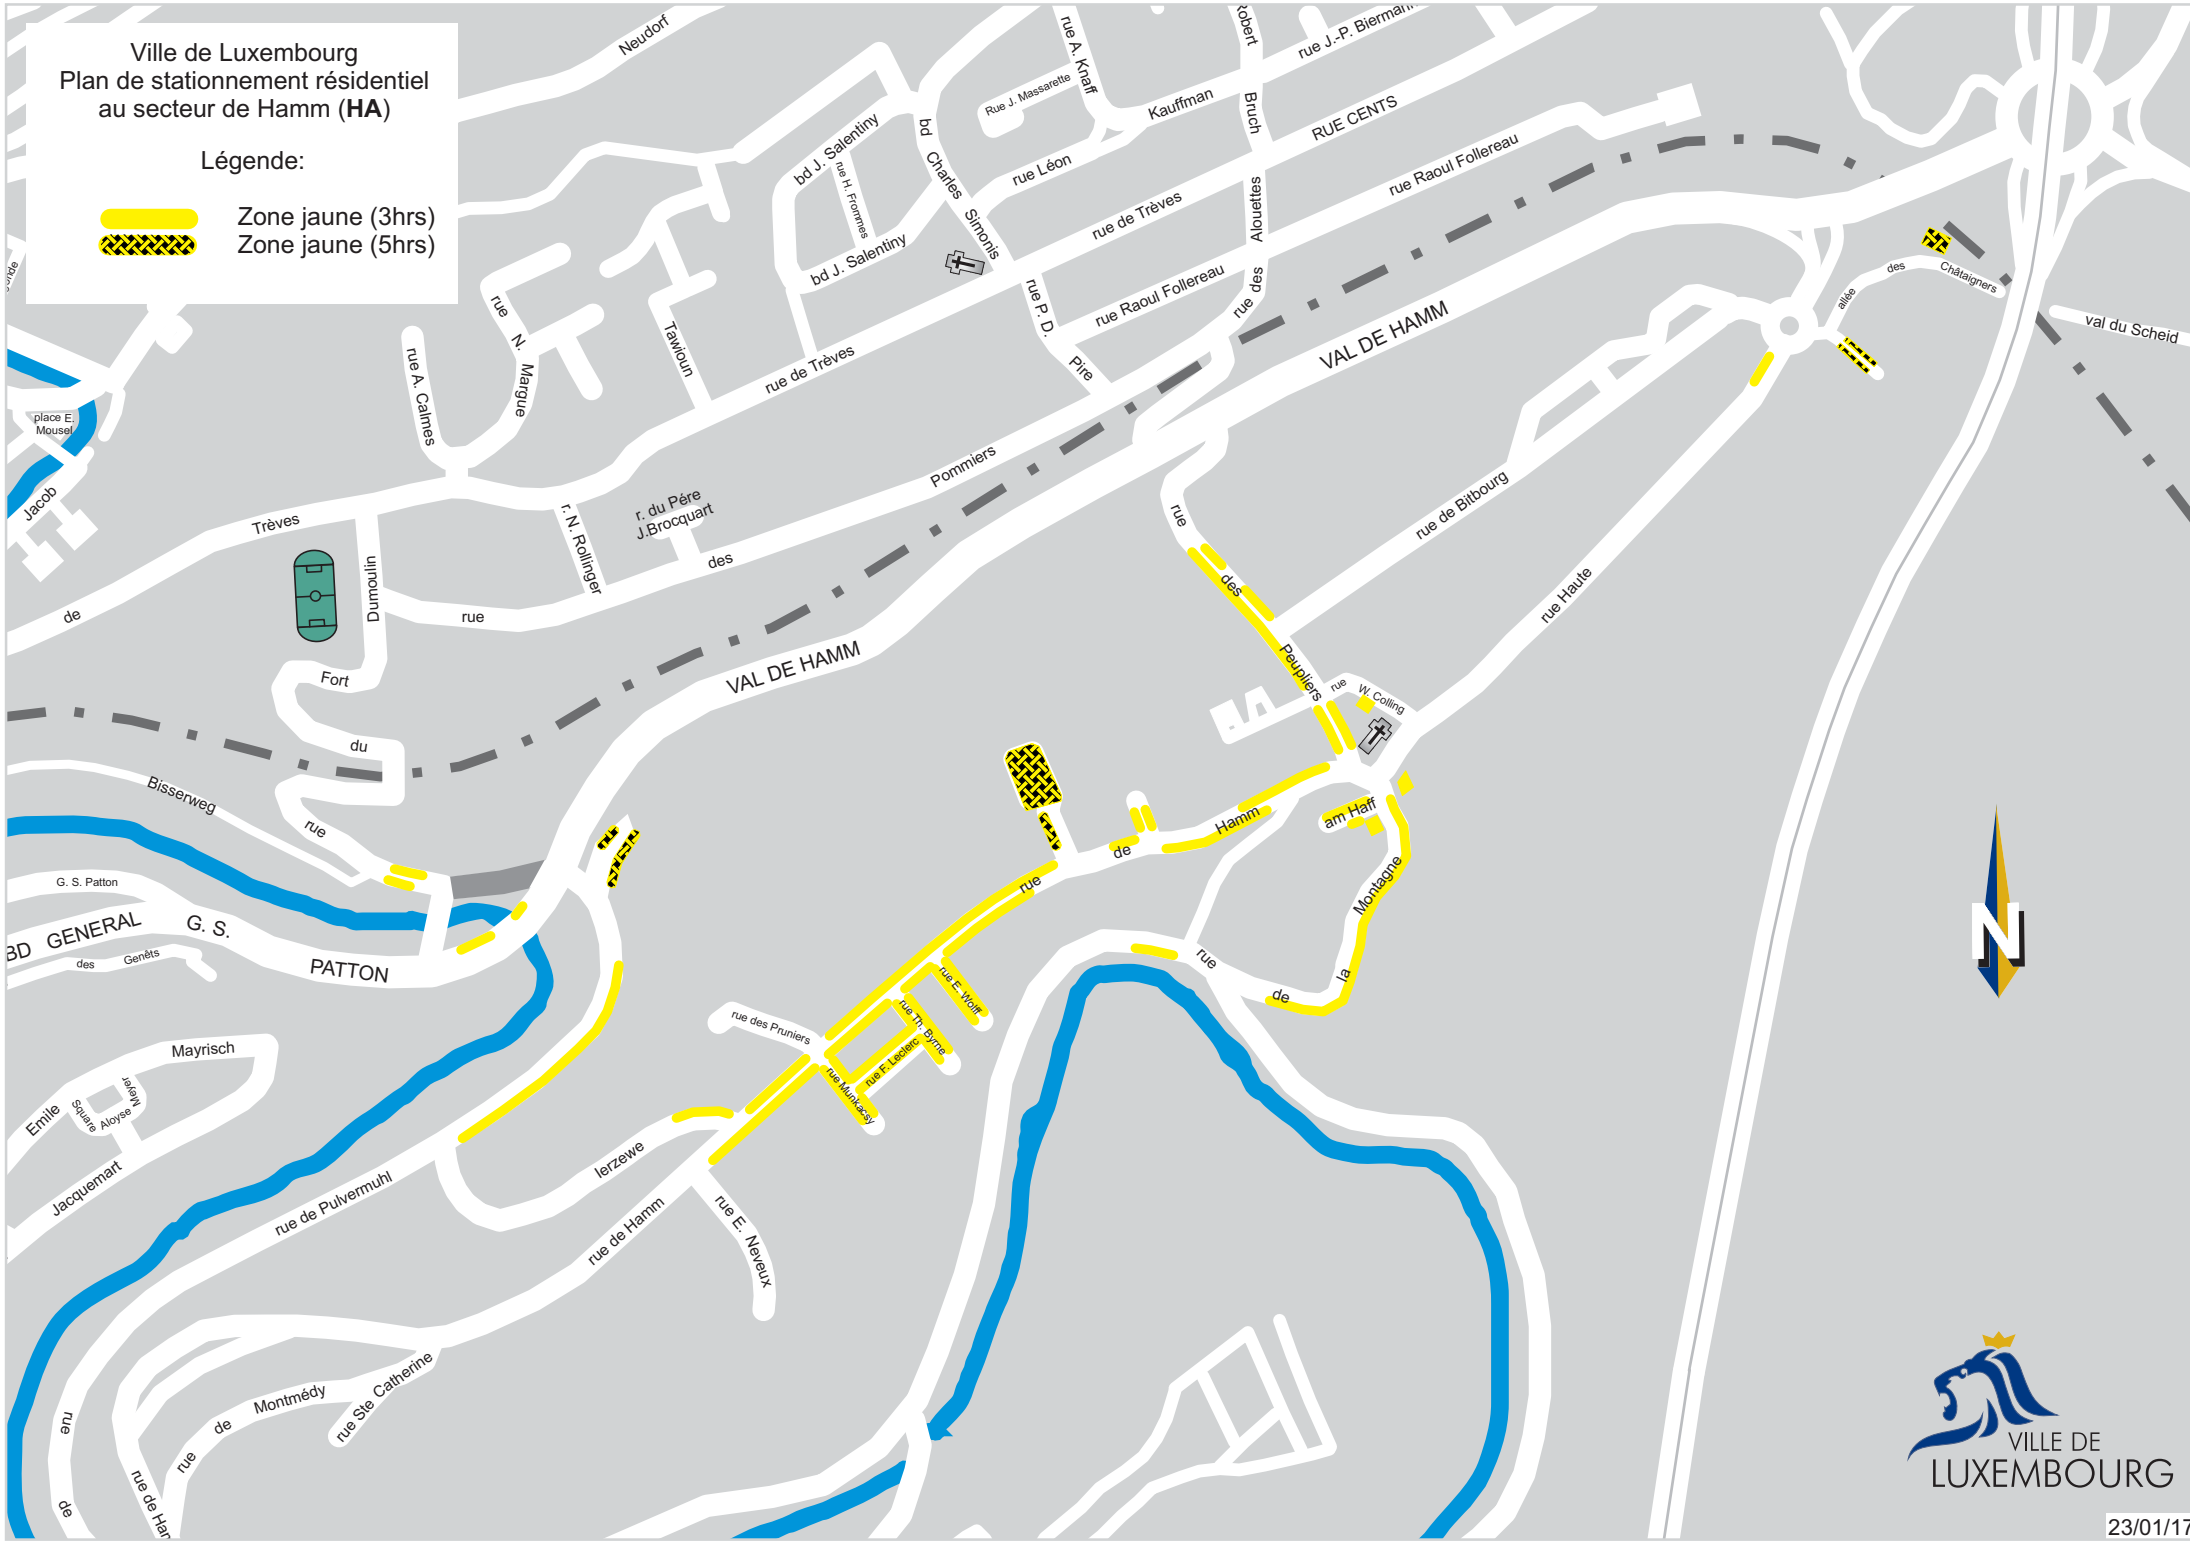 Ville de Luxembourg
Plan de stationnement résidentiel
au secteur de Hamm (HA)
Légende:
Zone jaune (3hrs)
Zone jaune (5hrs)
Neudorf
rue A. Knaff
Robert
Bruch
rue J.-P. Biermann
Rue J. Massarette
Kauffman
rue Léon
RUE CENTS
bd J. Salentiny
rue H. Frommes
bd J. Salentiny
bd Charles Simonis
rue de Trèves
rue Raoul Follereau
rue Raoul Follereau
rue des Alouettes
rue P. D. Pire
rue N. Margue
rue A. Calmes
Tawioun
rue de Trèves
VAL DE HAMM
allée des Châtaigners
val du Scheid
place E.
Mousel
Jacob
de Trèves
r. N. Rollinger
r. du Pére
J.Brocquart
rue des Pommiers
rue du Fort Dumoulin
VAL DE HAMM
rue des Peupliers
rue de Bitbourg
rue Haute
rue W. Colling
Bisserweg
G. S. Patton
BD GENERAL G. S. PATTON
des Genêts
rue de Hamm
am Haff
rue de la Montagne
rue E. Wolff
rue Th. Byrne
rue F. Leclerc
rue Munkacsy
rue des Pruniers
Emile Mayrisch
Square Aloyse Meyer
Jacquemart
rue de Pulvermuhl
Ierzewe
rue de Hamm
rue E. Neveux
rue Ste Catherine
rue de Montmédy
rue de Ham
rue de
N
VILLE DE
LUXEMBOURG
23/01/17